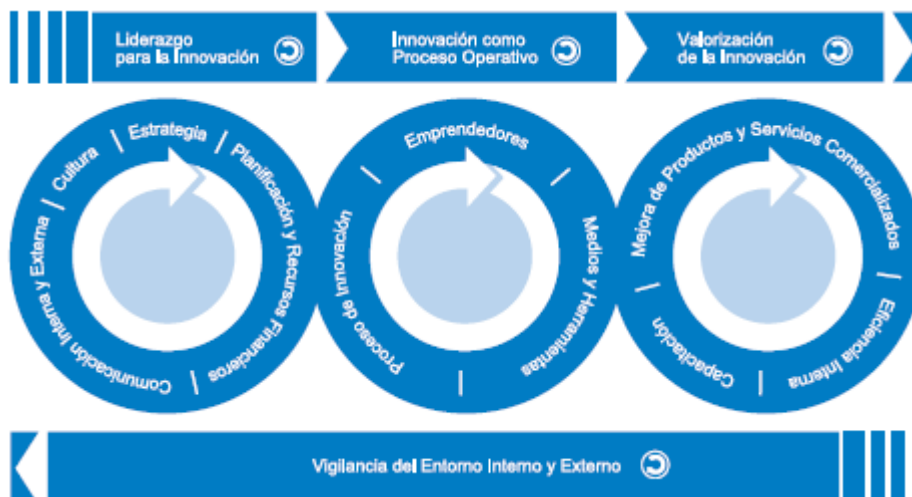 Liderazgo
para la Innovación
Innovación como
Proceso Operativo
Valorización
de la Innovación
Comunicación Interna y Externa
Cultura
Estrategia
Planificación y Recursos Financieros
Proceso de Innovación
Emprendedores
Medios y Herramientas
Mejora de Productos y Servicios Comercializados
Eficiencia Interna
Capacitación
Vigilancia del Entorno Interno y Externo